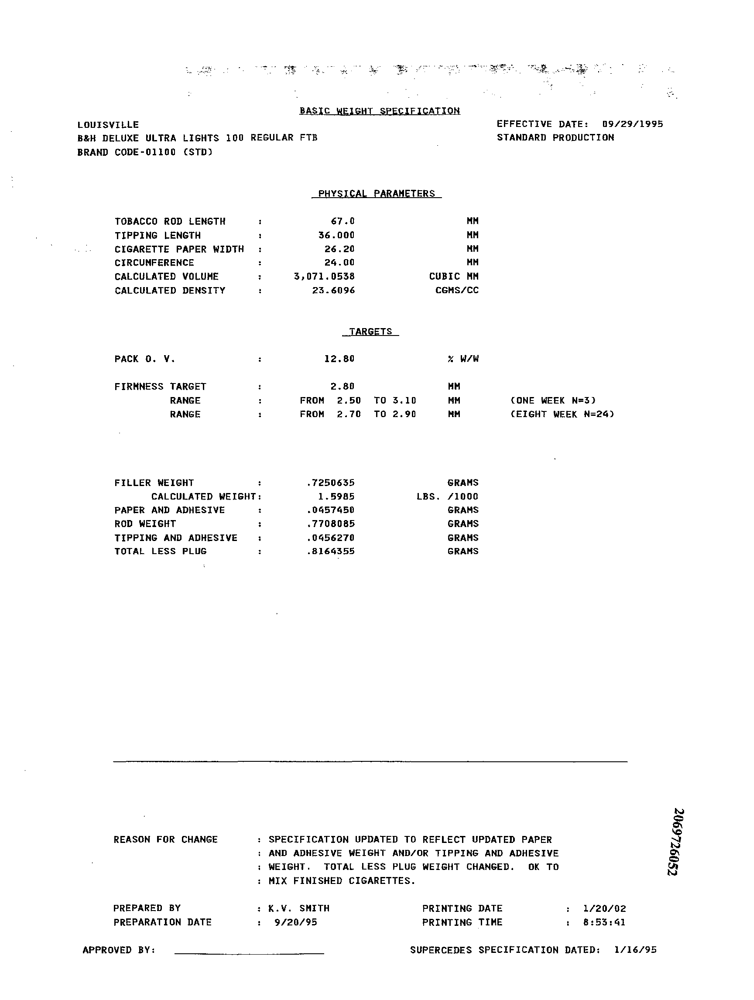 BASIC WEIGHT SPECIFICATION
LOUISVILLE EFFECTIVE DATE: 09/29/1995
B&H DELUXE ULTRA LIGHTS 100 REGULAR FTB STANDARD PRODUCTION
BRAND CODE-01100 (STD)
PHYSICAL PARAMETERS
TOBACCO ROD LENGTH : 67.0 MM
TIPPING LENGTH : 36.000 MM
CIGARETTE PAPER WIDTH : 26.20 MM
CIRCUMFERENCE : 24.00 MM
CALCULATED VOLUME : 3,071.0538 CUBIC MM
CALCULATED DENSITY : 23.6096 CGMS/CC
TARGETS
PACK O. V. : 12.80 % W/W
FIRMNESS TARGET : 2.80 MM
RANGE : FROM 2.50 TO 3.10 MM (ONE WEEK N=3)
RANGE : FROM 2.70 TO 2.90 MM (EIGHT WEEK N=24)
FILLER WEIGHT : .7250635 GRAMS
CALCULATED WEIGHT: 1.5985 LBS. /1000
PAPER AND ADHESIVE : .0457450 GRAMS
ROD WEIGHT : .7708085 GRAMS
TIPPING AND ADHESIVE : .0456270 GRAMS
TOTAL LESS PLUG : .8164355 GRAMS
REASON FOR CHANGE : SPECIFICATION UPDATED TO REFLECT UPDATED PAPER
: AND ADHESIVE WEIGHT AND/OR TIPPING AND ADHESIVE
: WEIGHT. TOTAL LESS PLUG WEIGHT CHANGED. OK TO
: MIX FINISHED CIGARETTES.
PREPARED BY : K.V. SMITH PRINTING DATE : 1/20/02
PREPARATION DATE : 9/20/95 PRINTING TIME : 8:53:41
APPROVED BY: SUPERCEDES SPECIFICATION DATED: 1/16/95
2069726052